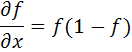 ∂f/∂x = f(1 − f)